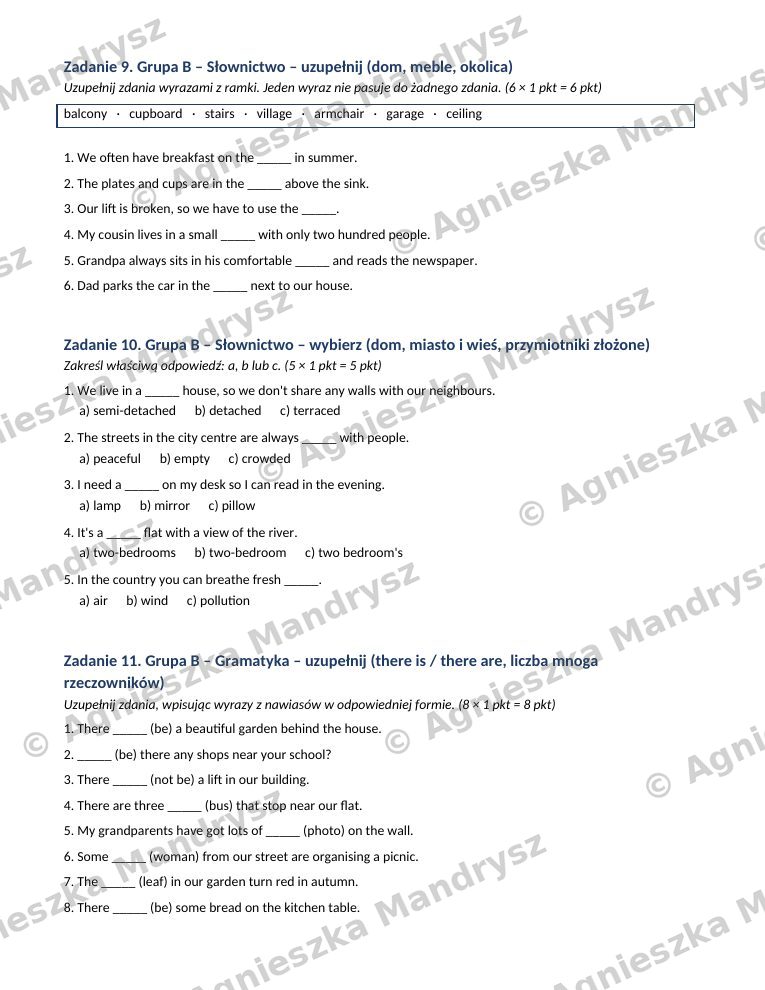 Zadanie 9. Grupa B – Słownictwo – uzupełnij (dom, meble, okolica)
Uzupełnij zdania wyrazami z ramki. Jeden wyraz nie pasuje do żadnego zdania. (6 × 1 pkt = 6 pkt)
balcony · cupboard · stairs · village · armchair · garage · ceiling
1. We often have breakfast on the _____ in summer.
2. The plates and cups are in the _____ above the sink.
3. Our lift is broken, so we have to use the _____.
4. My cousin lives in a small _____ with only two hundred people.
5. Grandpa always sits in his comfortable _____ and reads the newspaper.
6. Dad parks the car in the _____ next to our house.
Zadanie 10. Grupa B – Słownictwo – wybierz (dom, miasto i wieś, przymiotniki złożone)
Zakreśl właściwą odpowiedź: a, b lub c. (5 × 1 pkt = 5 pkt)
1. We live in a _____ house, so we don't share any walls with our neighbours.
a) semi-detached b) detached c) terraced
2. The streets in the city centre are always _____ with people.
a) peaceful b) empty c) crowded
3. I need a _____ on my desk so I can read in the evening.
a) lamp b) mirror c) pillow
4. It's a _____ flat with a view of the river.
a) two-bedrooms b) two-bedroom c) two bedroom's
5. In the country you can breathe fresh _____.
a) air b) wind c) pollution
Zadanie 11. Grupa B – Gramatyka – uzupełnij (there is / there are, liczba mnoga
rzeczowników)
Uzupełnij zdania, wpisując wyrazy z nawiasów w odpowiedniej formie. (8 × 1 pkt = 8 pkt)
1. There _____ (be) a beautiful garden behind the house.
2. _____ (be) there any shops near your school?
3. There _____ (not be) a lift in our building.
4. There are three _____ (bus) that stop near our flat.
5. My grandparents have got lots of _____ (photo) on the wall.
6. Some _____ (woman) from our street are organising a picnic.
7. The _____ (leaf) in our garden turn red in autumn.
8. There _____ (be) some bread on the kitchen table.
© Agnieszka Mandrysz